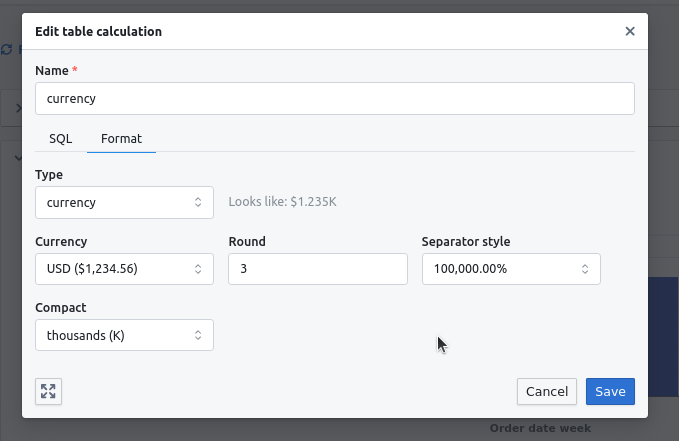 Edit table calculation
Name *
currency
SQL Format
Type
currency Looks like: $1.235K
Currency Round Separator style
USD ($1,234.56) 3 100,000.00%
Compact
thousands (K)
Cancel Save
Order date week